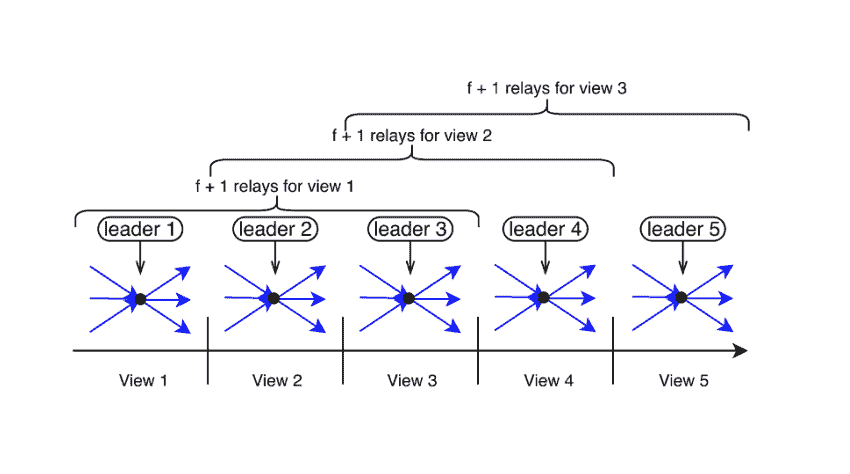 f + 1 relays for view 3
f + 1 relays for view 2
f + 1 relays for view 1
leader 1
leader 2
leader 3
leader 4
leader 5
View 1
View 2
View 3
View 4
View 5